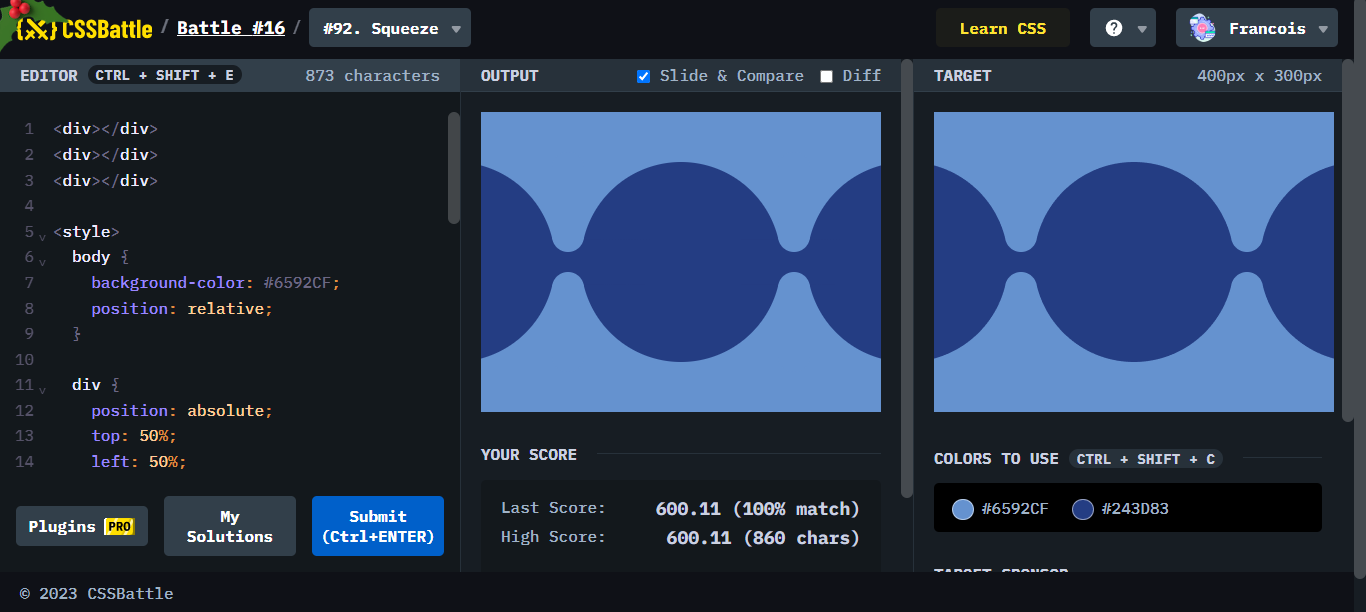 {X} CSSBattle / Battle #16 / #92. Squeeze ▼ Learn CSS ? ▼ Francois ▼
EDITOR CTRL + SHIFT + E 873 characters
OUTPUT Slide & Compare Diff
TARGET 400px x 300px
1 <div></div>
2 <div></div>
3 <div></div>
4
5 <style>
6 body {
7 background-color: #6592CF;
8 position: relative;
9 }
10
11 div {
12 position: absolute;
13 top: 50%;
14 left: 50%;
Plugins PRO
My
Solutions
Submit
(Ctrl+ENTER)
YOUR SCORE
Last Score: 600.11 (100% match)
High Score: 600.11 (860 chars)
COLORS TO USE CTRL + SHIFT + C
#6592CF #243D83
TARGET SPONSOR
© 2023 CSSBattle